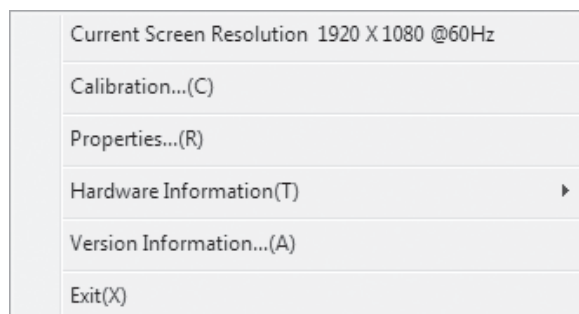 Current Screen Resolution 1920 X 1080 @60Hz
Calibration...(C)
Properties...(R)
Hardware Information(T)
Version Information...(A)
Exit(X)